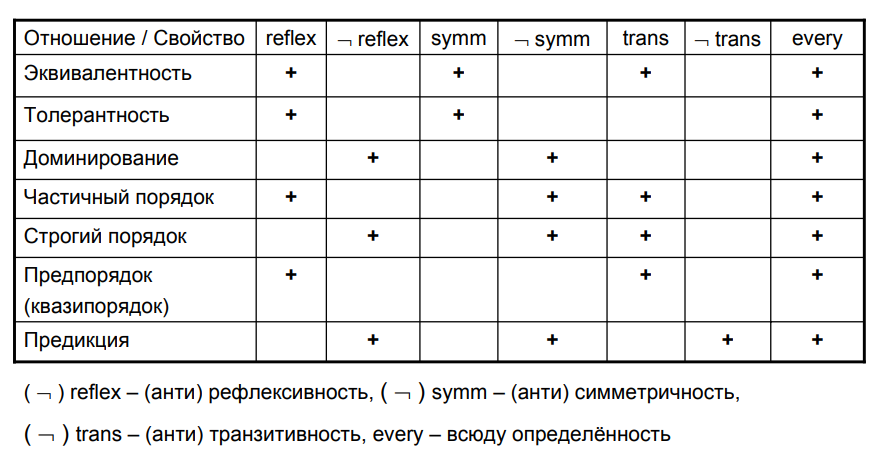 Отношение / Свойство reflex ¬ reflex symm ¬ symm trans ¬ trans every
Эквивалентность + + + +
Толерантность + + +
Доминирование + + +
Частичный порядок + + + +
Строгий порядок + + + +
Предпорядок + + +
(квазипорядок)
Предикция + + + +
( ¬ ) reflex – (анти) рефлексивность, ( ¬ ) symm – (анти) симметричность,
( ¬ ) trans – (анти) транзитивность, every – всюду определённость